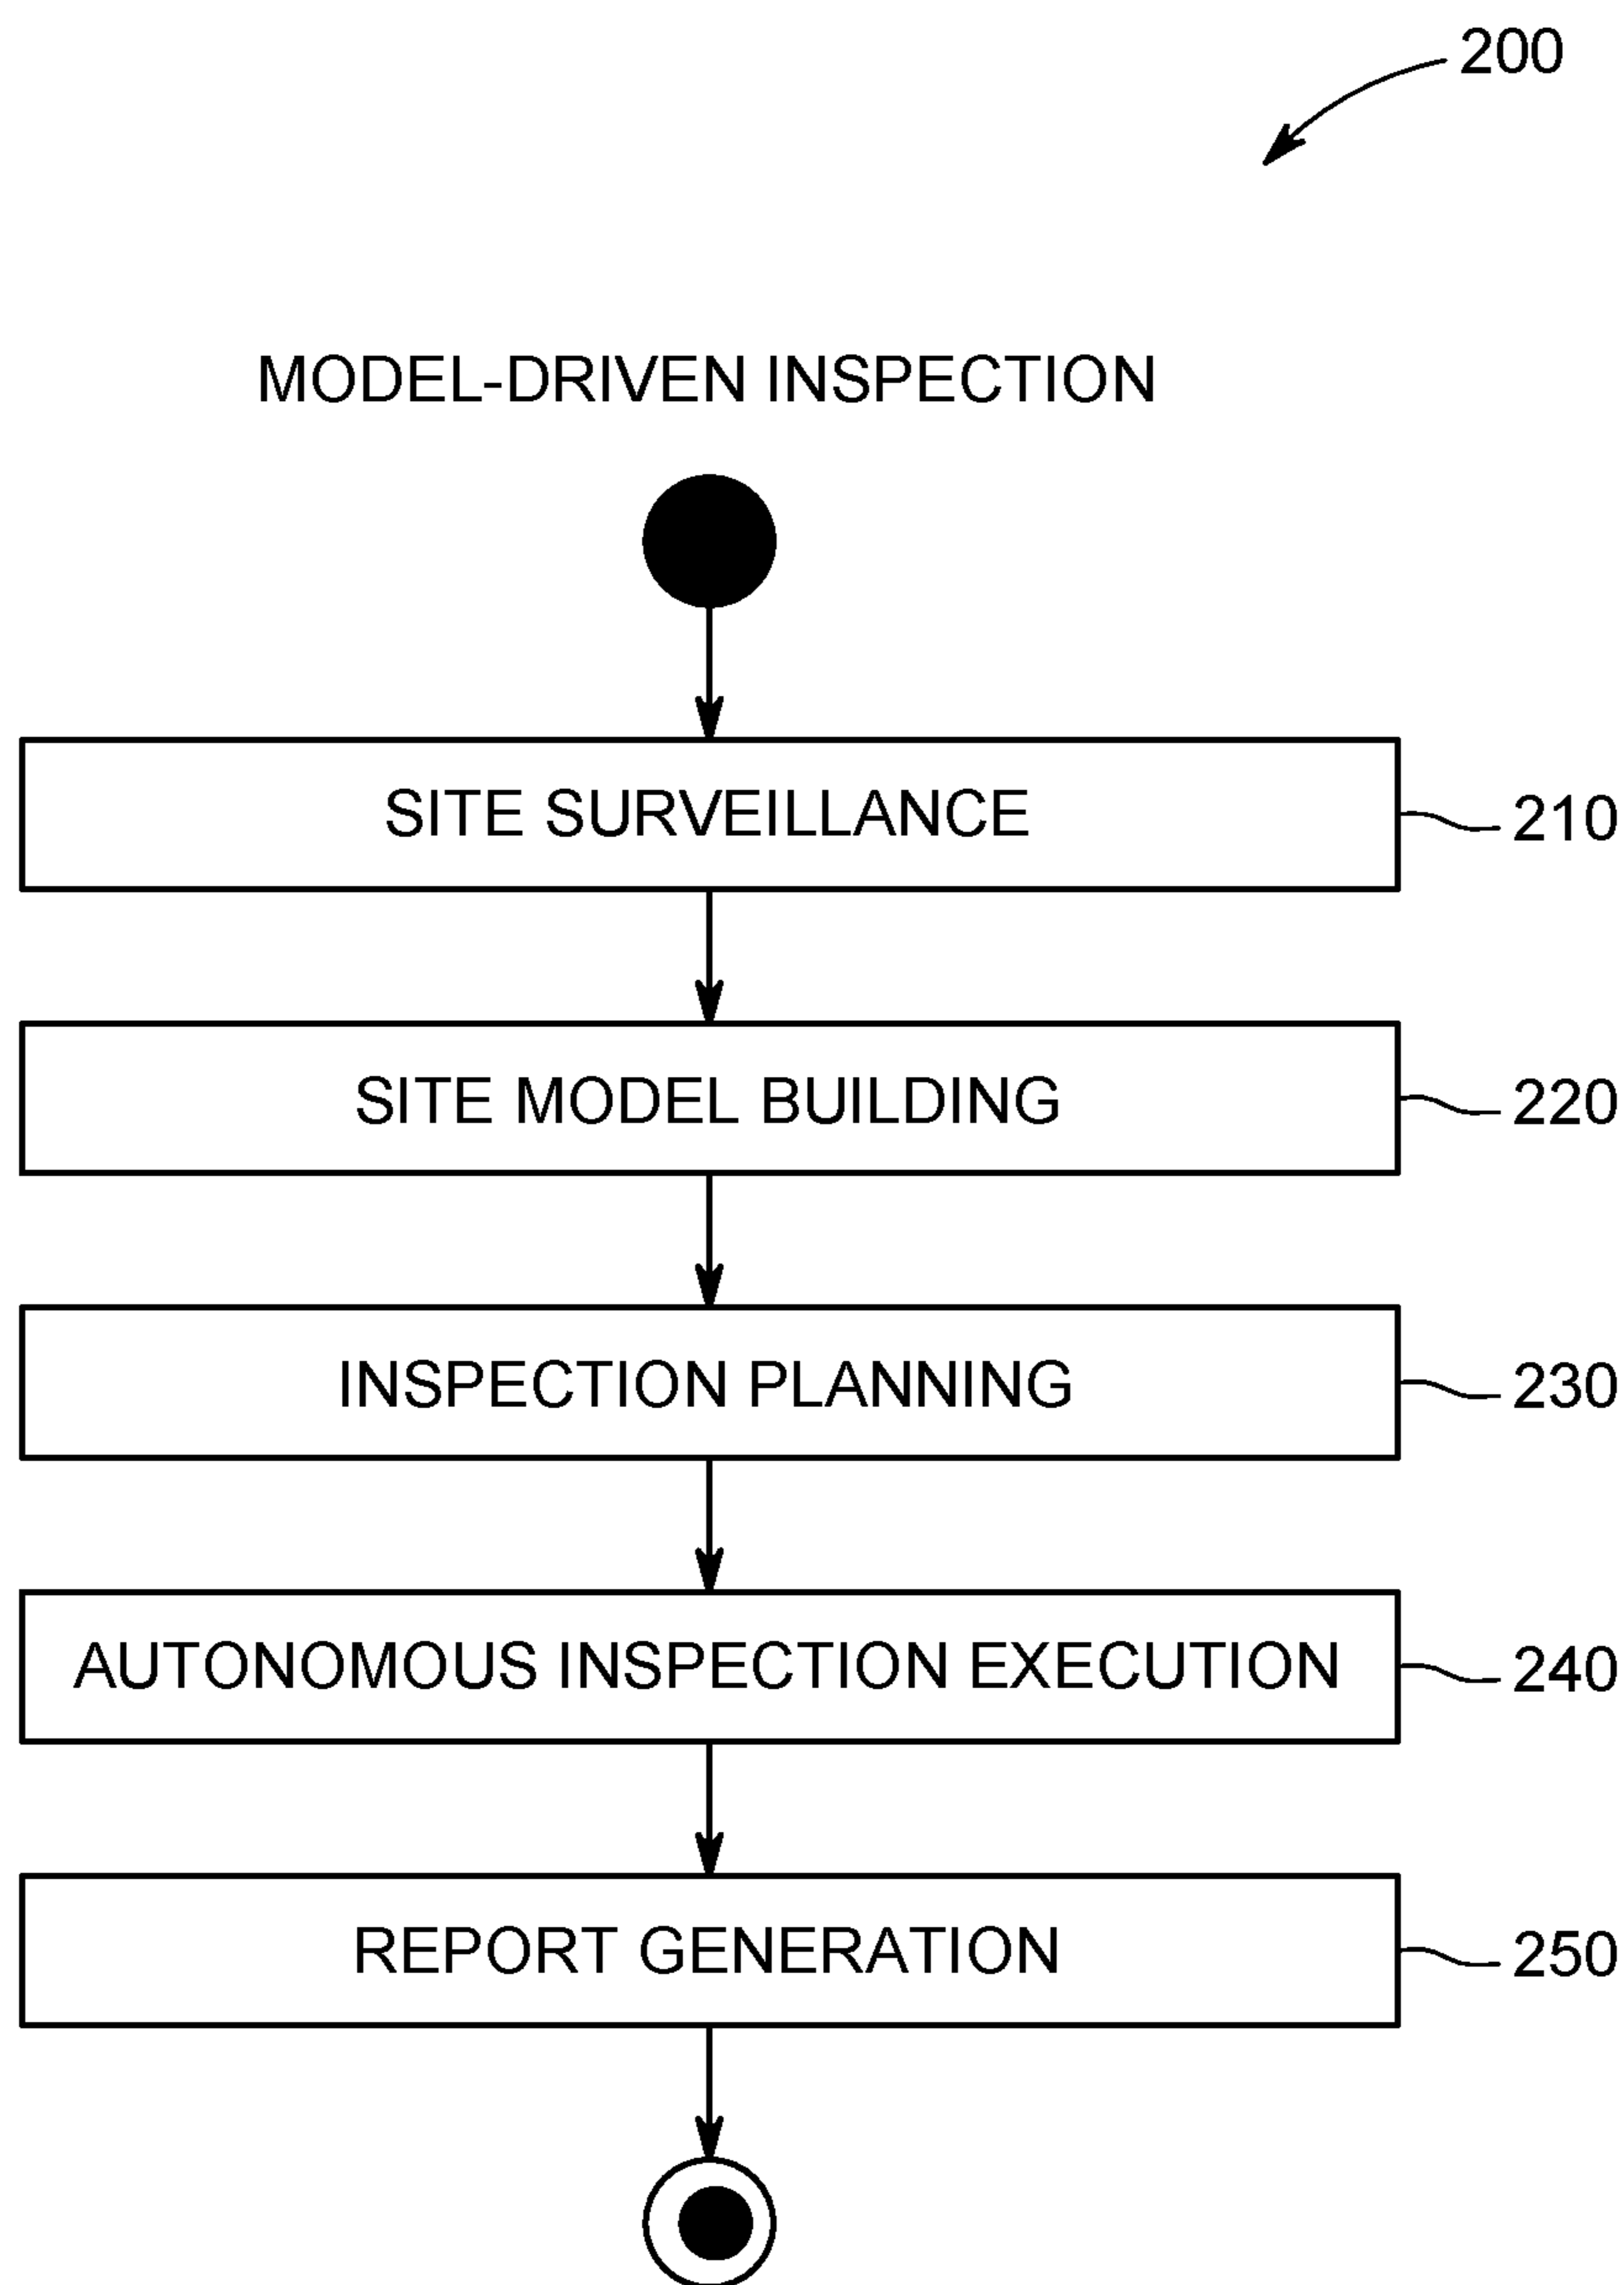 200
MODEL-DRIVEN INSPECTION
SITE SURVEILLANCE
210
SITE MODEL BUILDING
220
INSPECTION PLANNING
230
AUTONOMOUS INSPECTION EXECUTION
240
REPORT GENERATION
250